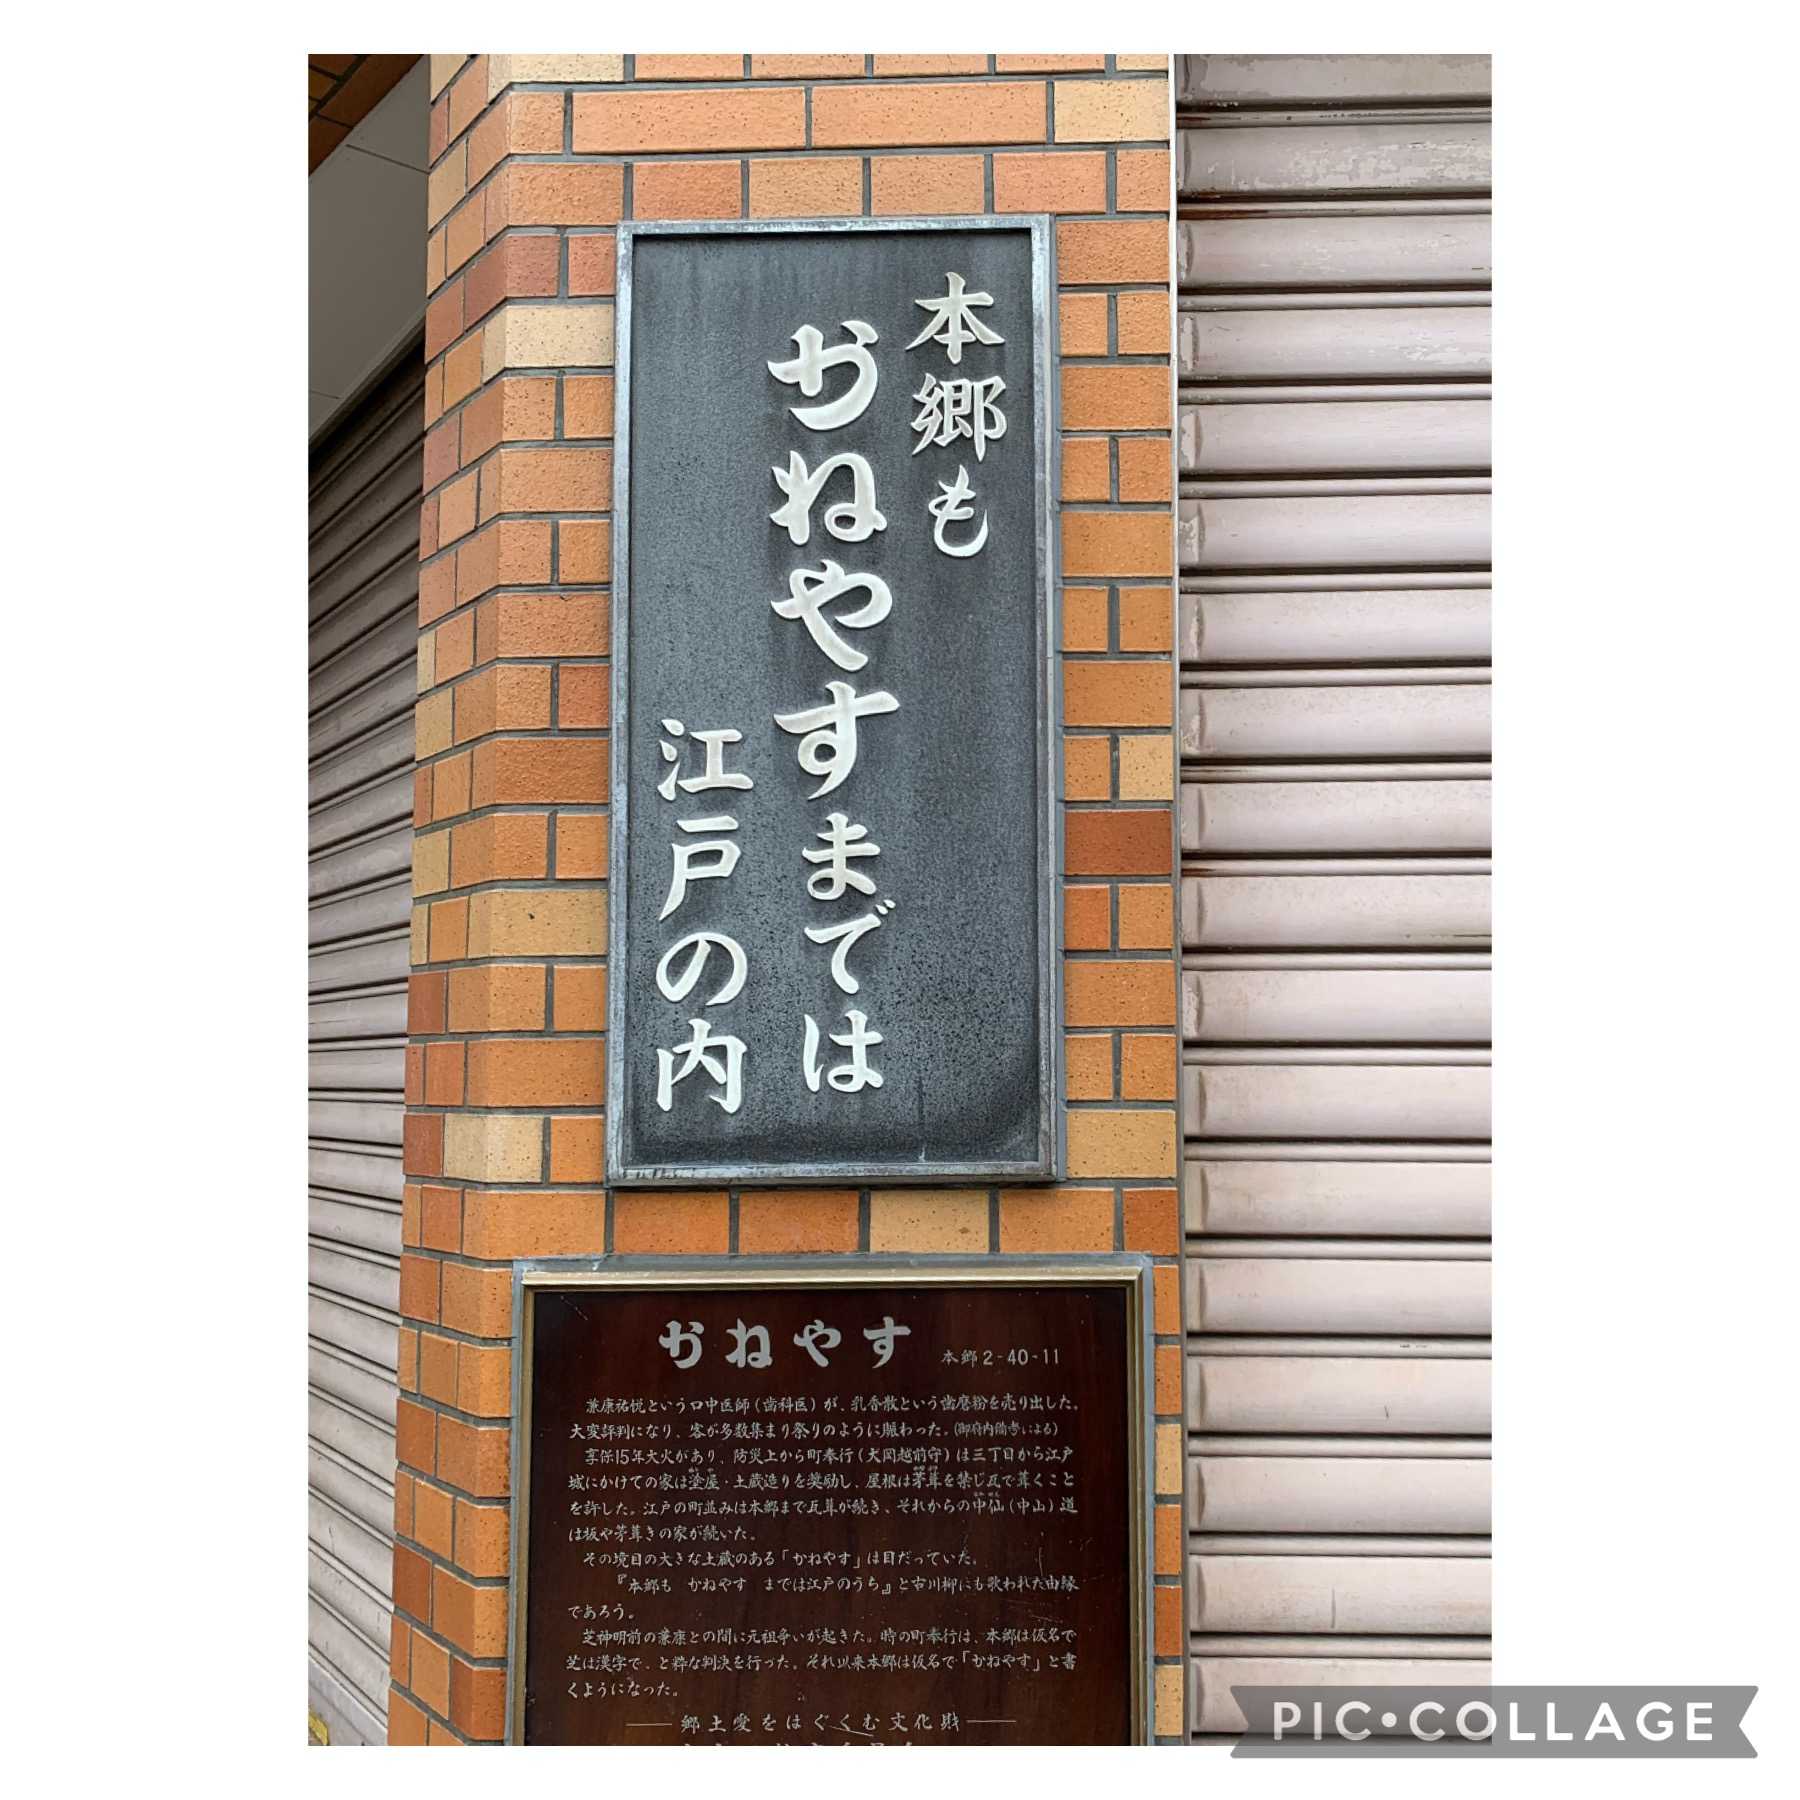 本郷も
かねやすまでは
江戸の内
かねやす 本郷2-40-11
兼康祐悦という口中医師(歯科医)が、乳香散という歯磨粉を売り出した。
大変評判になり、客が多数集まり祭りのように賑わった。(御府内備考による)
享保15年大火があり、防災上から町奉行(大岡越前守)は三丁目から江戸
城にかけての家は塗屋・土蔵造りを奨励し、屋根は茅葺を禁じ瓦で葺くこと
を許した。江戸の町並みは本郷まで瓦葺が続き、それからの中仙(中山)道
は板や茅葺きの家が続いた。
その境目の大きな土蔵のある「かねやす」は目だっていた。
『本郷も かねやす までは江戸のうち』と古川柳にも歌われた由縁
であろう。
芝神明前の兼康との間に元祖争いが起きた。時の町奉行は、本郷は仮名で
芝は漢字で、と粋な判決を行った。それ以来本郷は仮名で「かねやす」と書
くようになった。
郷土愛をはぐくむ文化財
PIC•COLLAGE